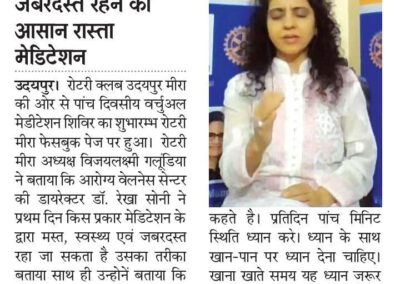 जबरदस्त रहने का
आसान रास्ता
मेडिटेशन
उदयपुर। रोटरी क्लब उदयपुर मीरा
की ओर से पांच दिवसीय वर्चुअल
मेडीटेशन शिविर का शुभारम्भ रोटरी
मीरा फेसबुक पेज पर हुआ। रोटरी
मीरा अध्यक्ष विजयलक्ष्मी गलूंडिया
ने बताया कि आरोग्य वेलनेस सेन्टर
की डायरेक्टर डॉ. रेखा सोनी ने
प्रथम दिन किस प्रकार मेडिटेशन के
द्वारा मस्त, स्वस्थ्य एवं जबरदस्त
रहा जा सकता है उसका तरीका
बताया साथ ही उन्होनें बताया कि
कहते है। प्रतिदिन पांच मिनिट
स्थिति ध्यान करे। ध्यान के साथ
खान-पान पर ध्यान देना चाहिए।
खाना खाते समय यह ध्यान जरूर